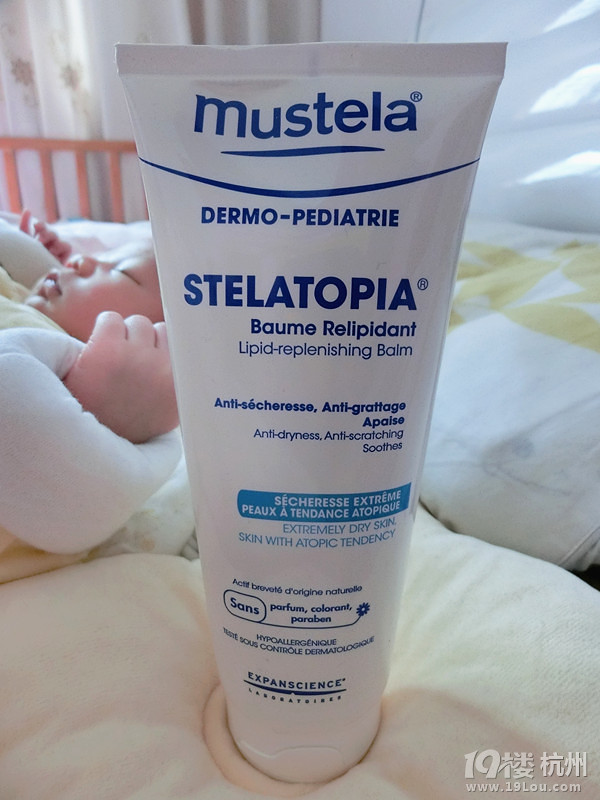 mustela®
DERMO-PEDIATRIE
STELATOPIA®
Baume Relipidant
Lipid-replenishing Balm
Anti-sécheresse, Anti-grattage
Apaise
Anti-dryness, Anti-scratching
Soothes
SÉCHERESSE EXTRÊME
PEAUX À TENDANCE ATOPIQUE
EXTREMELY DRY SKIN,
SKIN WITH ATOPIC TENDENCY
Actif breveté d'origine naturelle
Sans parfum, colorant,
paraben
HYPOALLERGÉNIQUE
TESTÉ SOUS CONTRÔLE DERMATOLOGIQUE
EXPANSCIENCE®
LABORATOIRES
19楼 杭州
www.19Lou.com